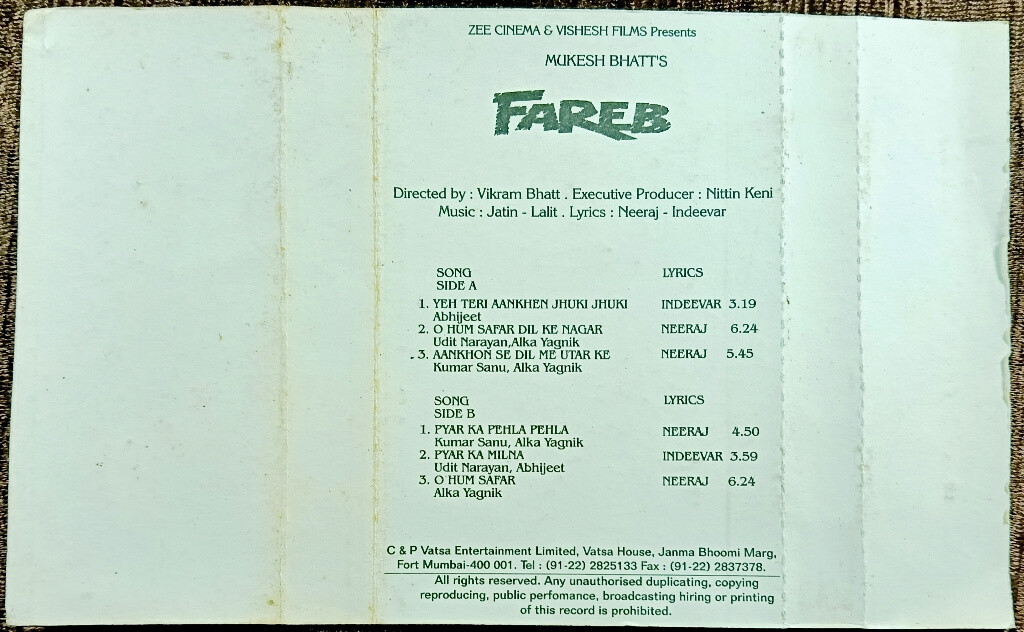 ZEE CINEMA & VISHESH FILMS Presents
MUKESH BHATT'S
FAREB
Directed by : Vikram Bhatt . Executive Producer : Nittin Keni
Music : Jatin - Lalit . Lyrics : Neeraj - Indeevar
SONG LYRICS
SIDE A
1. YEH TERI AANKHEN JHUKI JHUKI INDEEVAR 3.19
Abhijeet
2. O HUM SAFAR DIL KE NAGAR NEERAJ 6.24
Udit Narayan,Alka Yagnik
3. AANKHON SE DIL ME UTAR KE NEERAJ 5.45
Kumar Sanu, Alka Yagnik
SONG LYRICS
SIDE B
1. PYAR KA PEHLA PEHLA NEERAJ 4.50
Kumar Sanu, Alka Yagnik
2. PYAR KA MILNA INDEEVAR 3.59
Udit Narayan, Abhijeet
3. O HUM SAFAR NEERAJ 6.24
Alka Yagnik
C & P Vatsa Entertainment Limited, Vatsa House, Janma Bhoomi Marg,
Fort Mumbai-400 001. Tel : (91-22) 2825133 Fax : (91-22) 2837378.
All rights reserved. Any unauthorised duplicating, copying
reproducing, public perfomance, broadcasting hiring or printing
of this record is prohibited.